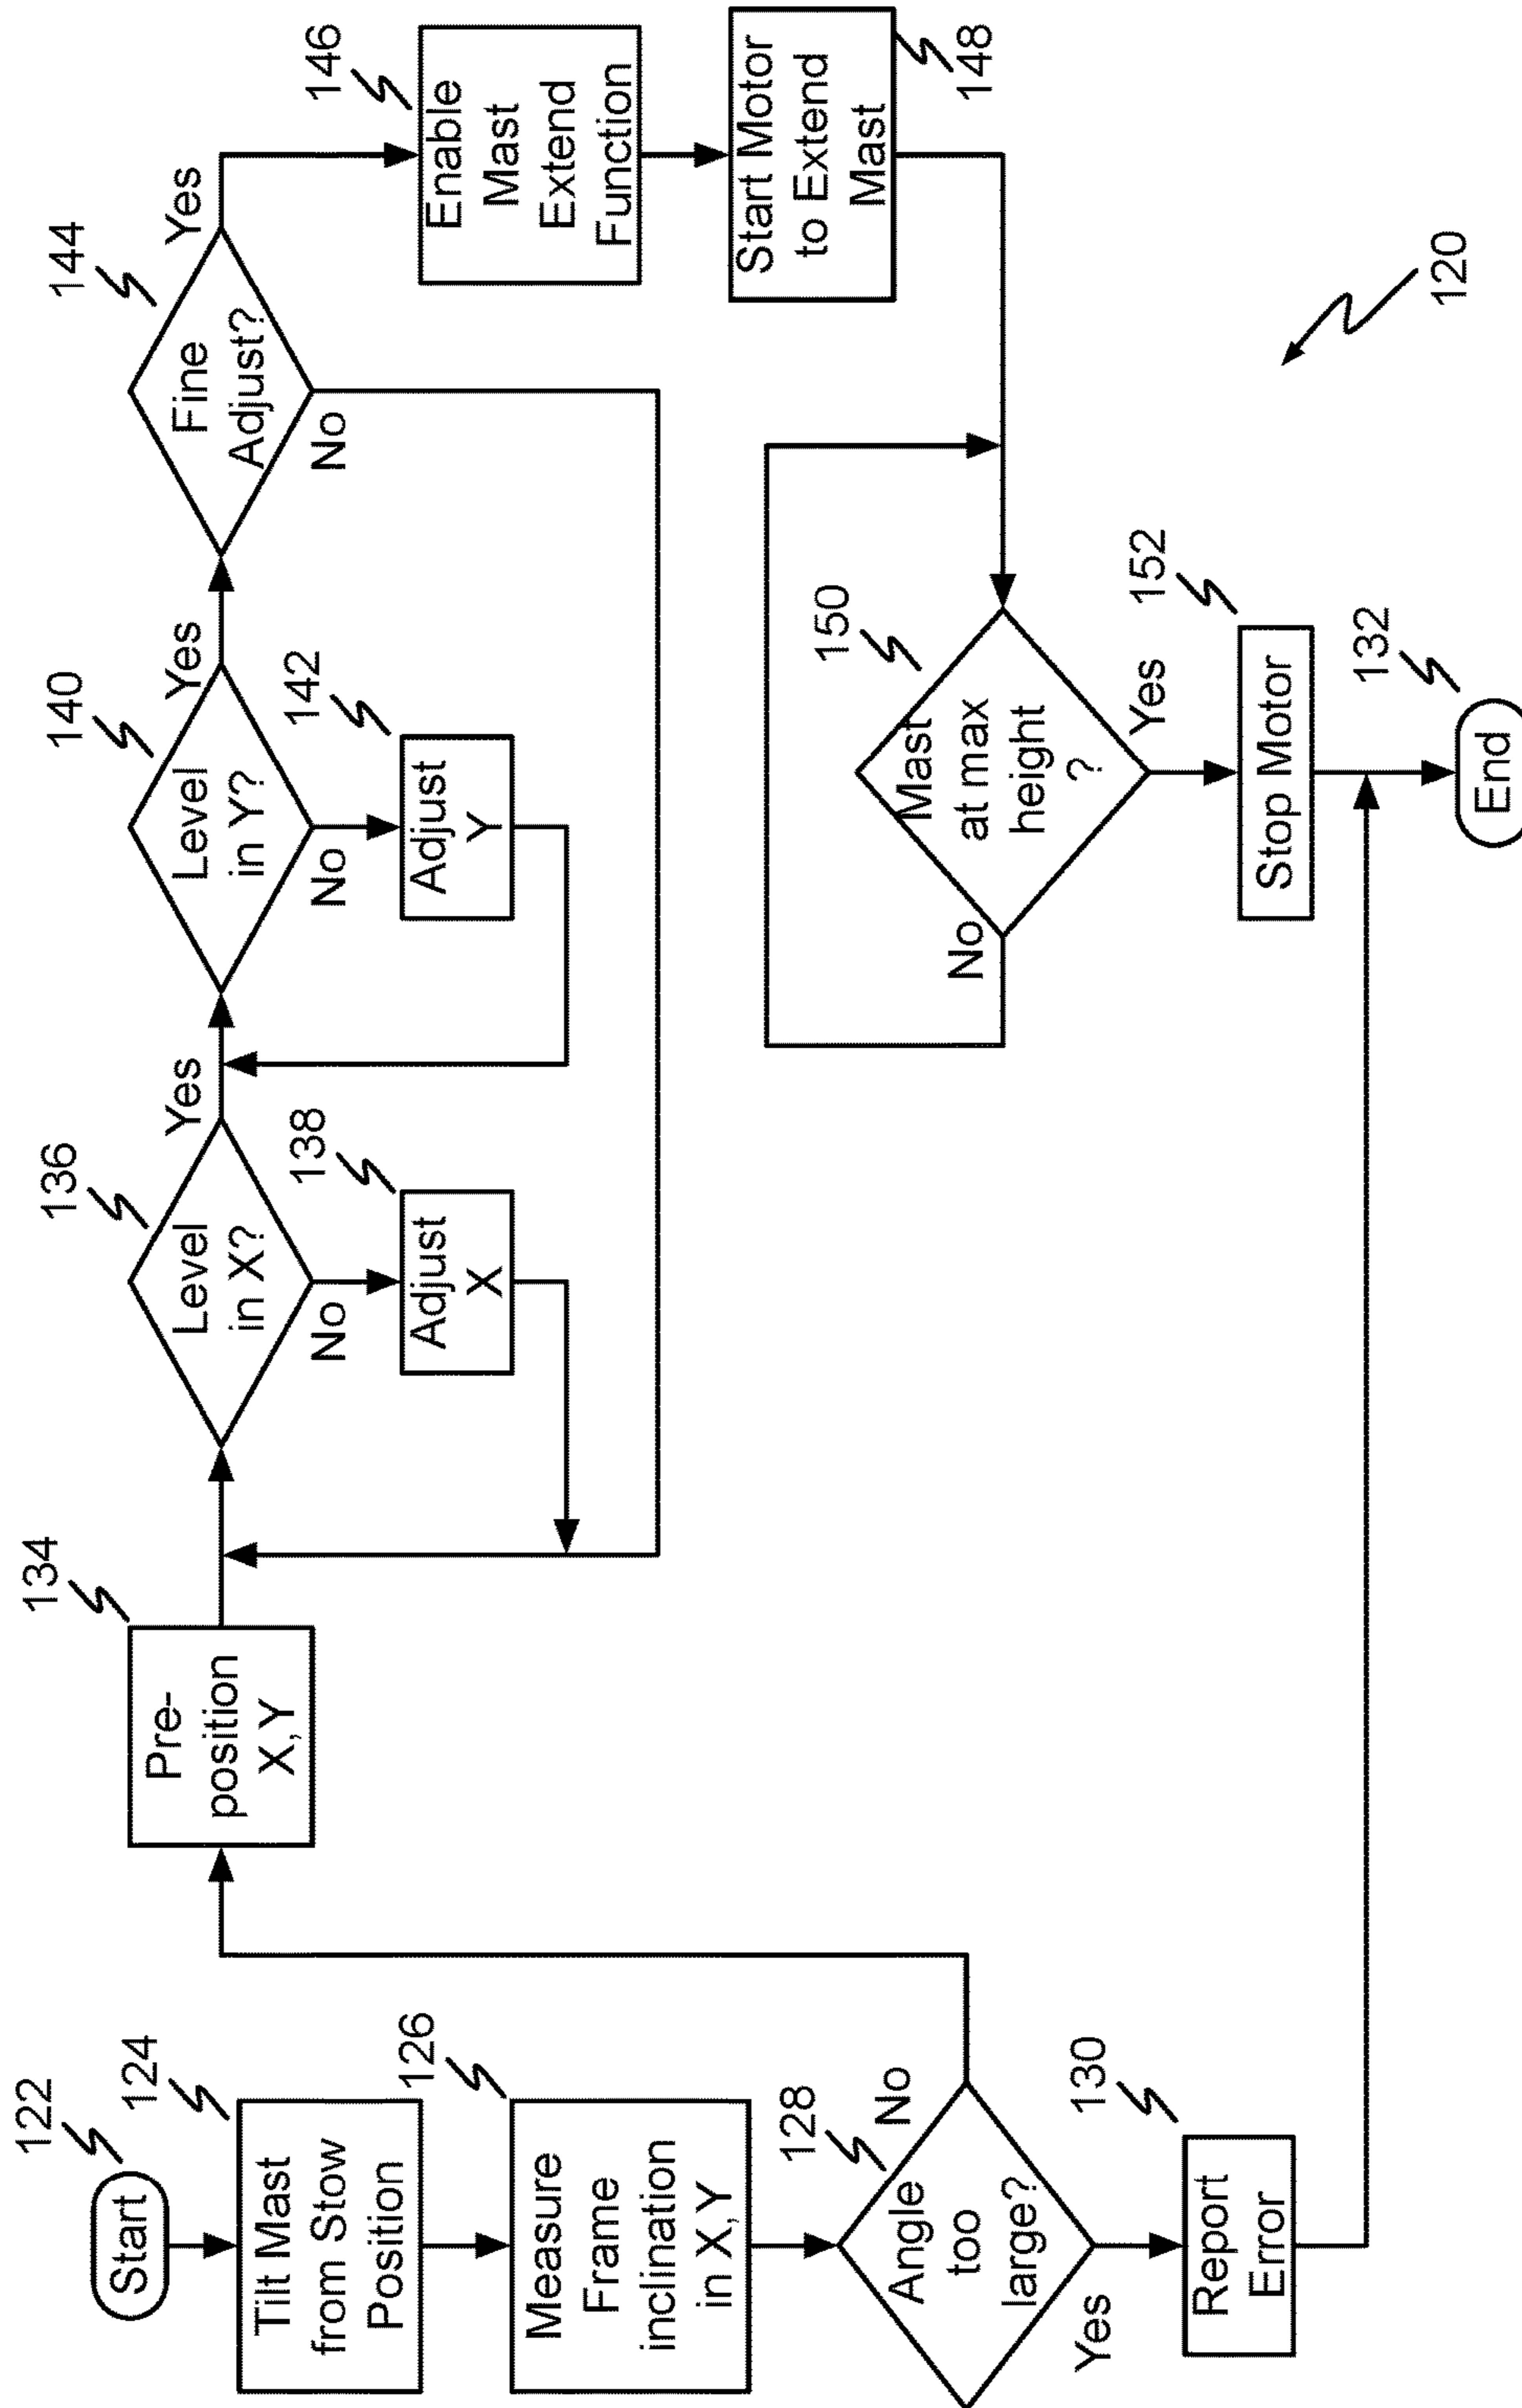 122
Start
124
Tilt Mast
from Stow
Position
126
Measure
Frame
inclination
in X,Y
128
Angle
too
large?
No
Yes
130
Report
Error
134
Pre-
position
X,Y
136
Level
in X?
Yes
No
138
Adjust
X
140
Level
in Y?
Yes
No
142
Adjust
Y
144
Fine
Adjust?
Yes
No
146
Enable
Mast
Extend
Function
148
Start Motor
to Extend
Mast
150
Mast
at max
height
?
No
Yes
152
Stop Motor
132
End
120